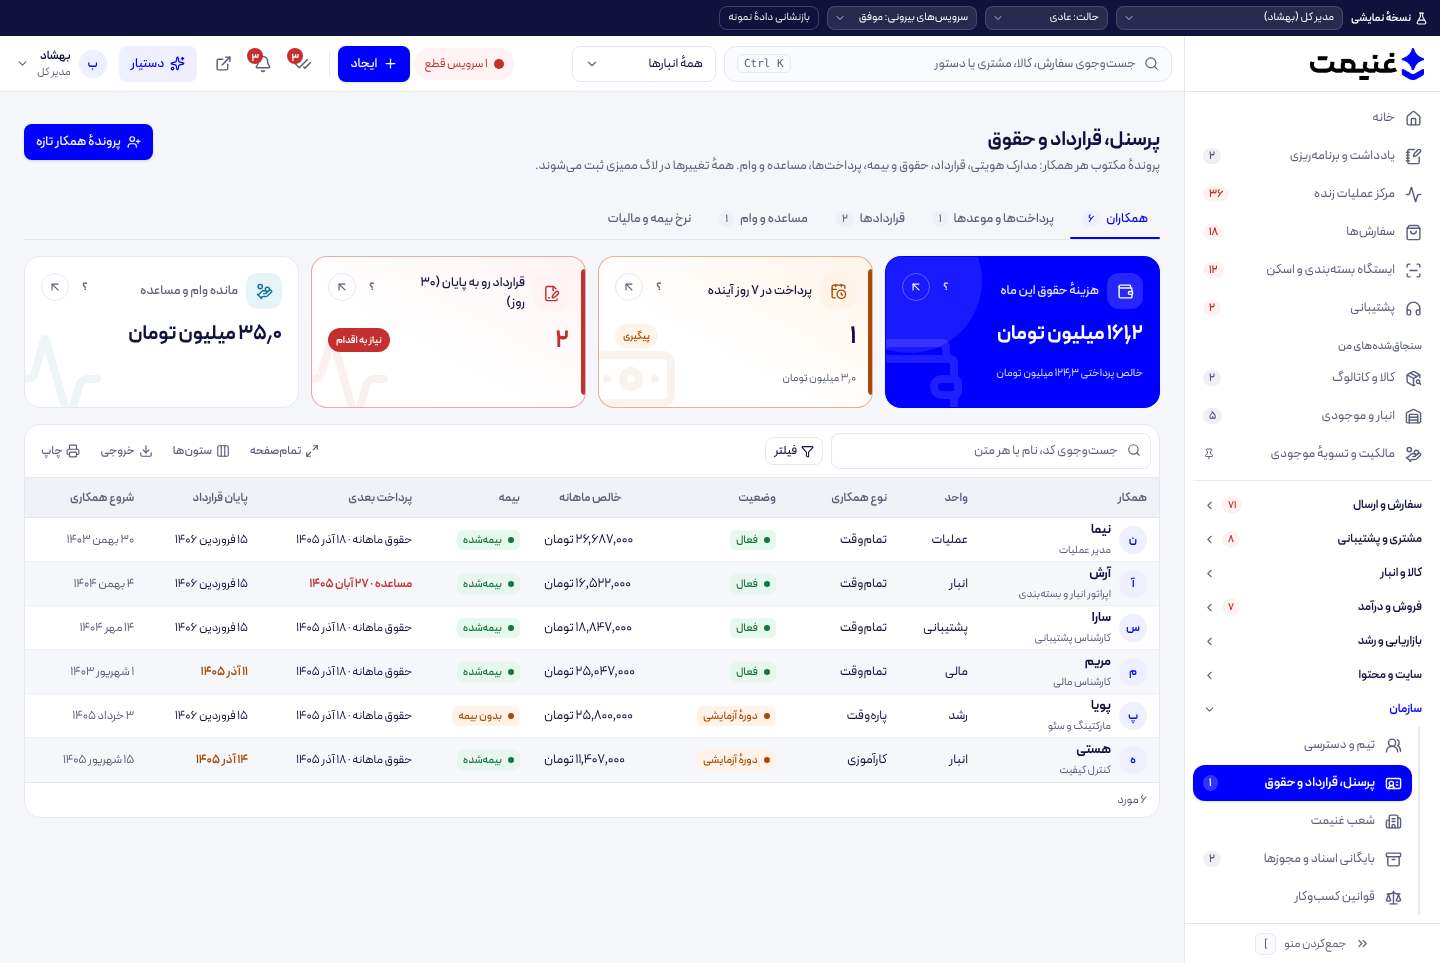 نسخهٔ نمایشی
مدیر کل (بهشاد)
حالت: عادی
سرویس‌های بیرونی: موفق
بازنشانی دادهٔ نمونه
غنیمت
جست‌وجوی سفارش، کالا، مشتری یا دستور
Ctrl K
همهٔ انبارها
۱ سرویس قطع
ایجاد
۳
۳
دستیار
ب
بهشاد
مدیر کل
خانه
یادداشت و برنامه‌ریزی ۲
مرکز عملیات زنده ۳۶
سفارش‌ها ۱۸
ایستگاه بسته‌بندی و اسکن ۱۲
پشتیبانی ۲
سنجاق‌شده‌های من
کالا و کاتالوگ ۲
انبار و موجودی ۵
مالکیت و تسویهٔ موجودی
سفارش و ارسال ۷۱
مشتری و پشتیبانی ۸
کالا و انبار
فروش و درآمد ۷
بازاریابی و رشد
سایت و محتوا
سازمان
تیم و دسترسی
پرسنل، قرارداد و حقوق ۱
شعب غنیمت
بایگانی اسناد و مجوزها ۲
قوانین کسب‌وکار
جمع‌کردن منو [
پرسنل، قرارداد و حقوق
پروندهٔ مکتوب هر همکار: مدارک هویتی، قرارداد، حقوق و بیمه، پرداخت‌ها، مساعده و وام. همهٔ تغییرها در لاگ ممیزی ثبت می‌شوند.
پروندهٔ همکار تازه
همکاران ۶
پرداخت‌ها و موعدها ۱
قراردادها ۲
مساعده و وام ۱
نرخ بیمه و مالیات
هزینهٔ حقوق این ماه ؟
۱۶۱٫۲ میلیون تومان
خالص پرداختی ۱۲۴٫۳ میلیون تومان
پرداخت در ۷ روز آینده ؟
۱
پیگیری
۳٫۰ میلیون تومان
قرارداد رو به پایان (۳۰ روز) ؟
۲
نیاز به اقدام
مانده وام و مساعده ؟
۳۵٫۰ میلیون تومان
جست‌وجوی کد، نام یا هر متن
فیلتر
تمام‌صفحه
ستون‌ها
خروجی
چاپ
همکار واحد نوع همکاری وضعیت خالص ماهانه بیمه پرداخت بعدی پایان قرارداد شروع همکاری
ن نیما عملیات تمام‌وقت فعال ۲۶٬۶۸۷٬۰۰۰ تومان بیمه‌شده حقوق ماهانه · ۱۸ آذر ۱۴۰۵ ۱۵ فروردین ۱۴۰۶ ۳۰ بهمن ۱۴۰۳
مدیر عملیات
آ آرش انبار تمام‌وقت فعال ۱۶٬۵۲۲٬۰۰۰ تومان بیمه‌شده مساعده · ۲۷ آبان ۱۴۰۵ ۱۵ فروردین ۱۴۰۶ ۴ بهمن ۱۴۰۴
اپراتور انبار و بسته‌بندی
س سارا پشتیبانی تمام‌وقت فعال ۱۸٬۸۴۷٬۰۰۰ تومان بیمه‌شده حقوق ماهانه · ۱۸ آذر ۱۴۰۵ ۱۵ فروردین ۱۴۰۶ ۱۴ مهر ۱۴۰۴
کارشناس پشتیبانی
م مریم مالی تمام‌وقت فعال ۲۵٬۰۴۷٬۰۰۰ تومان بیمه‌شده حقوق ماهانه · ۱۸ آذر ۱۴۰۵ ۱۱ آذر ۱۴۰۵ ۱ شهریور ۱۴۰۳
کارشناس مالی
پ پویا رشد پاره‌وقت دورهٔ آزمایشی ۲۵٬۸۰۰٬۰۰۰ تومان بدون بیمه حقوق ماهانه · ۱۸ آذر ۱۴۰۵ ۱۵ فروردین ۱۴۰۶ ۳ خرداد ۱۴۰۵
مارکتینگ و سئو
ه هستی انبار کارآموزی دورهٔ آزمایشی ۱۱٬۴۰۷٬۰۰۰ تومان بیمه‌شده حقوق ماهانه · ۱۸ آذر ۱۴۰۵ ۱۴ آذر ۱۴۰۵ ۱۵ شهریور ۱۴۰۵
کنترل کیفیت
۶ مورد